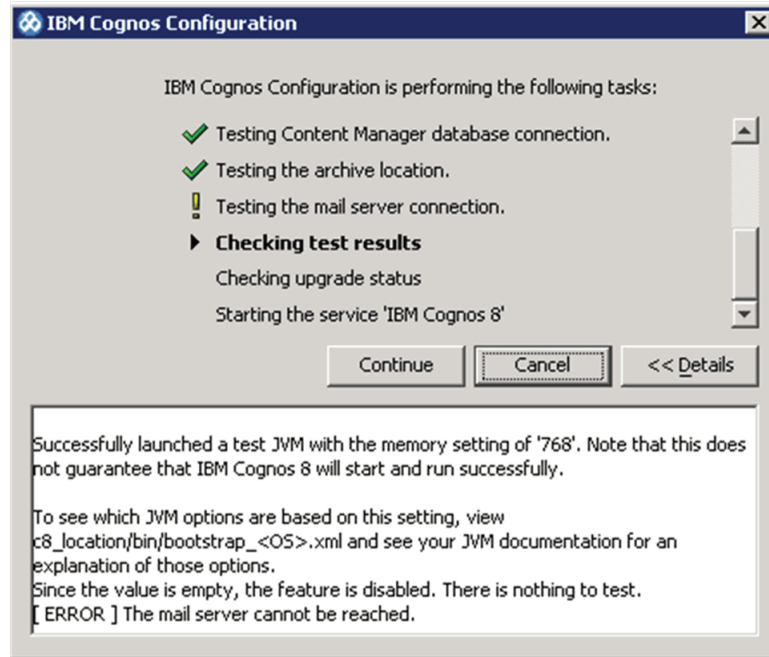 IBM Cognos Configuration
IBM Cognos Configuration is performing the following tasks:
Testing Content Manager database connection.
Testing the archive location.
Testing the mail server connection.
Checking test results
Checking upgrade status
Starting the service 'IBM Cognos 8'
Continue
Cancel
<< Details
Successfully launched a test JVM with the memory setting of '768'. Note that this does
not guarantee that IBM Cognos 8 will start and run successfully.
To see which JVM options are based on this setting, view
c8_location/bin/bootstrap_<OS>.xml and see your JVM documentation for an
explanation of those options.
Since the value is empty, the feature is disabled. There is nothing to test.
[ ERROR ] The mail server cannot be reached.